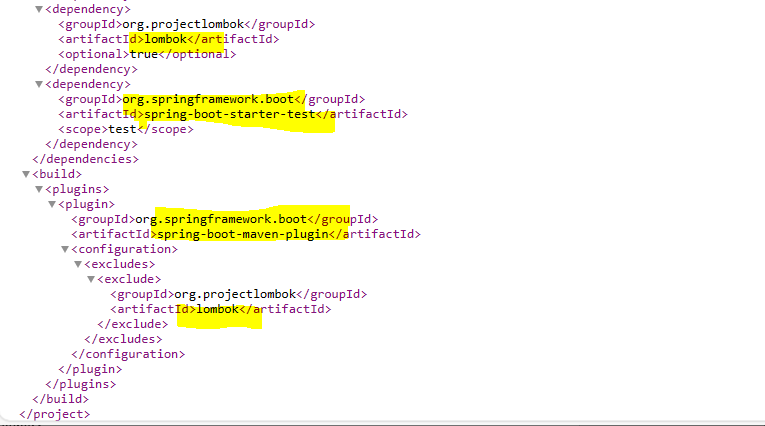 <dependency>
<groupId>org.projectlombok</groupId>
<artifactId>lombok</artifactId>
<optional>true</optional>
</dependency>
<dependency>
<groupId>org.springframework.boot</groupId>
<artifactId>spring-boot-starter-test</artifactId>
<scope>test</scope>
</dependency>
</dependencies>
<build>
<plugins>
<plugin>
<groupId>org.springframework.boot</groupId>
<artifactId>spring-boot-maven-plugin</artifactId>
<configuration>
<excludes>
<exclude>
<groupId>org.projectlombok</groupId>
<artifactId>lombok</artifactId>
</exclude>
</excludes>
</configuration>
</plugin>
</plugins>
</build>
</project>